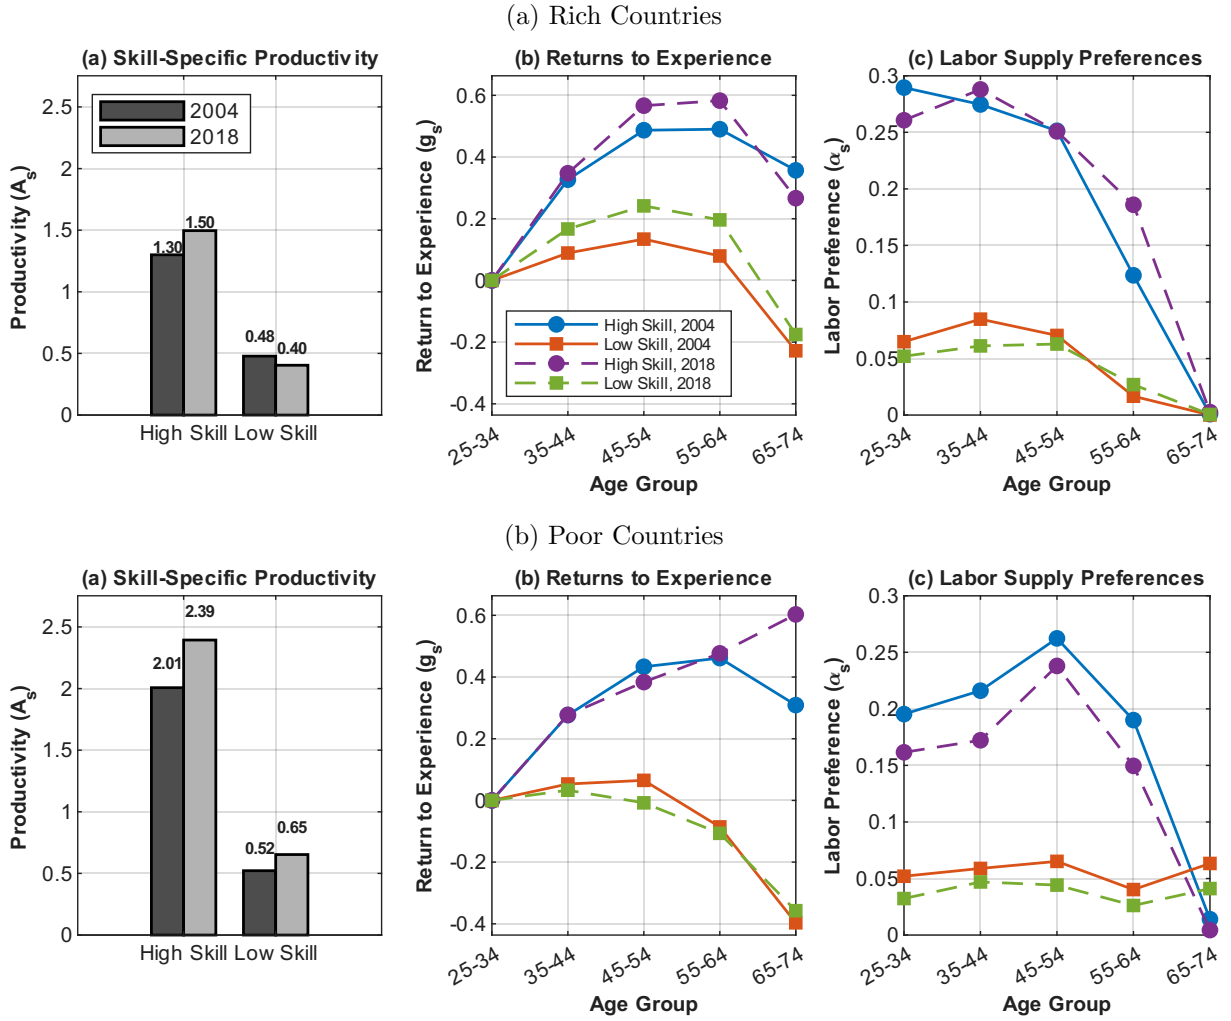 (a) Rich Countries
(a) Skill-Specific Productivity
Productivity (A_s)
2.5
2
1.5
1
0.5
0
2004
2018
1.30
1.50
0.48
0.40
High Skill Low Skill
(b) Returns to Experience
Return to Experience (g_s)
0.6
0.4
0.2
0
-0.2
-0.4
High Skill, 2004
Low Skill, 2004
High Skill, 2018
Low Skill, 2018
25-34 35-44 45-54 55-64 65-74
Age Group
(c) Labor Supply Preferences
Labor Preference (α_s)
0.3
0.25
0.2
0.15
0.1
0.05
0
25-34 35-44 45-54 55-64 65-74
Age Group
(b) Poor Countries
(a) Skill-Specific Productivity
Productivity (A_s)
2.5
2
1.5
1
0.5
0
2.01
2.39
0.52
0.65
High Skill Low Skill
(b) Returns to Experience
Return to Experience (g_s)
0.6
0.4
0.2
0
-0.2
-0.4
25-34 35-44 45-54 55-64 65-74
Age Group
(c) Labor Supply Preferences
Labor Preference (α_s)
0.3
0.25
0.2
0.15
0.1
0.05
0
25-34 35-44 45-54 55-64 65-74
Age Group